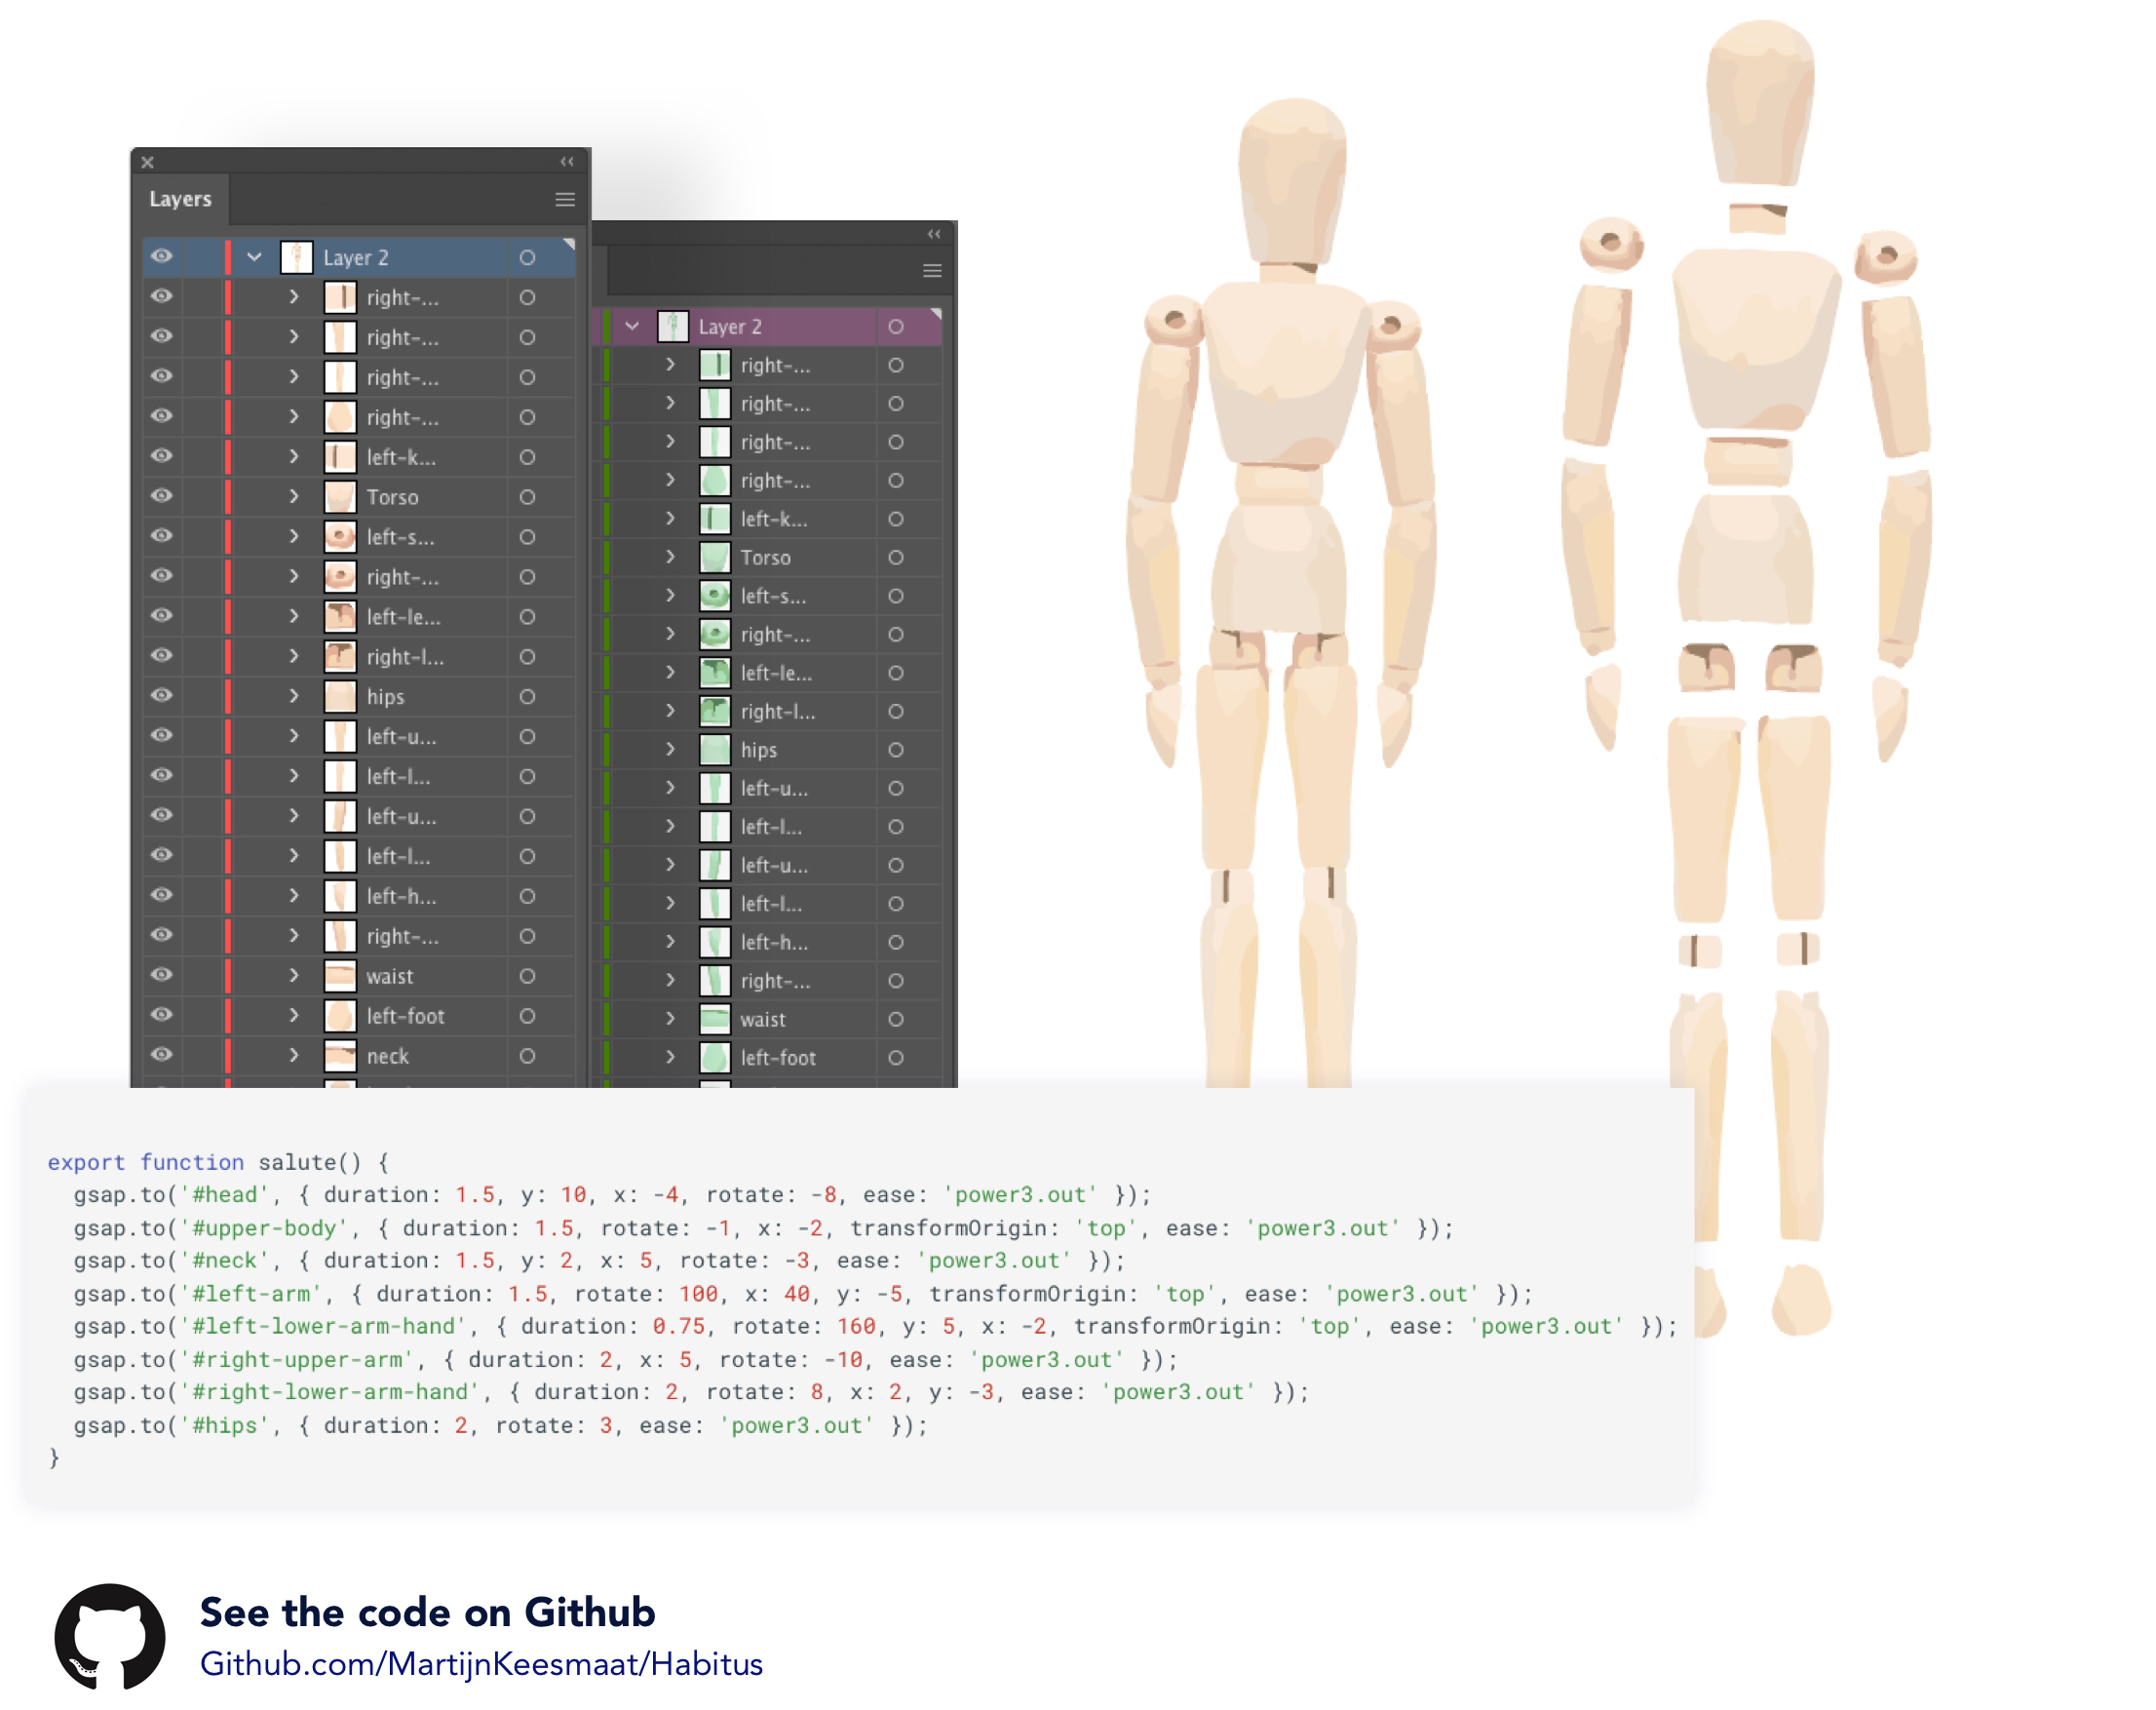 Layers
Layer 2
right-...
right-...
right-...
right-...
left-k...
Torso
left-s...
right-...
left-le...
right-l...
hips
left-u...
left-l...
left-u...
left-l...
left-h...
right-...
waist
left-foot
neck
Layer 2
right-...
right-...
right-...
right-...
left-k...
Torso
left-s...
right-...
left-le...
right-l...
hips
left-u...
left-l...
left-u...
left-l...
left-h...
right-...
waist
left-foot
export function salute() {
  gsap.to('#head', { duration: 1.5, y: 10, x: -4, rotate: -8, ease: 'power3.out' });
  gsap.to('#upper-body', { duration: 1.5, rotate: -1, x: -2, transformOrigin: 'top', ease: 'power3.out' });
  gsap.to('#neck', { duration: 1.5, y: 2, x: 5, rotate: -3, ease: 'power3.out' });
  gsap.to('#left-arm', { duration: 1.5, rotate: 100, x: 40, y: -5, transformOrigin: 'top', ease: 'power3.out' });
  gsap.to('#left-lower-arm-hand', { duration: 0.75, rotate: 160, y: 5, x: -2, transformOrigin: 'top', ease: 'power3.out' });
  gsap.to('#right-upper-arm', { duration: 2, x: 5, rotate: -10, ease: 'power3.out' });
  gsap.to('#right-lower-arm-hand', { duration: 2, rotate: 8, x: 2, y: -3, ease: 'power3.out' });
  gsap.to('#hips', { duration: 2, rotate: 3, ease: 'power3.out' });
}
See the code on Github
Github.com/MartijnKeesmaat/Habitus